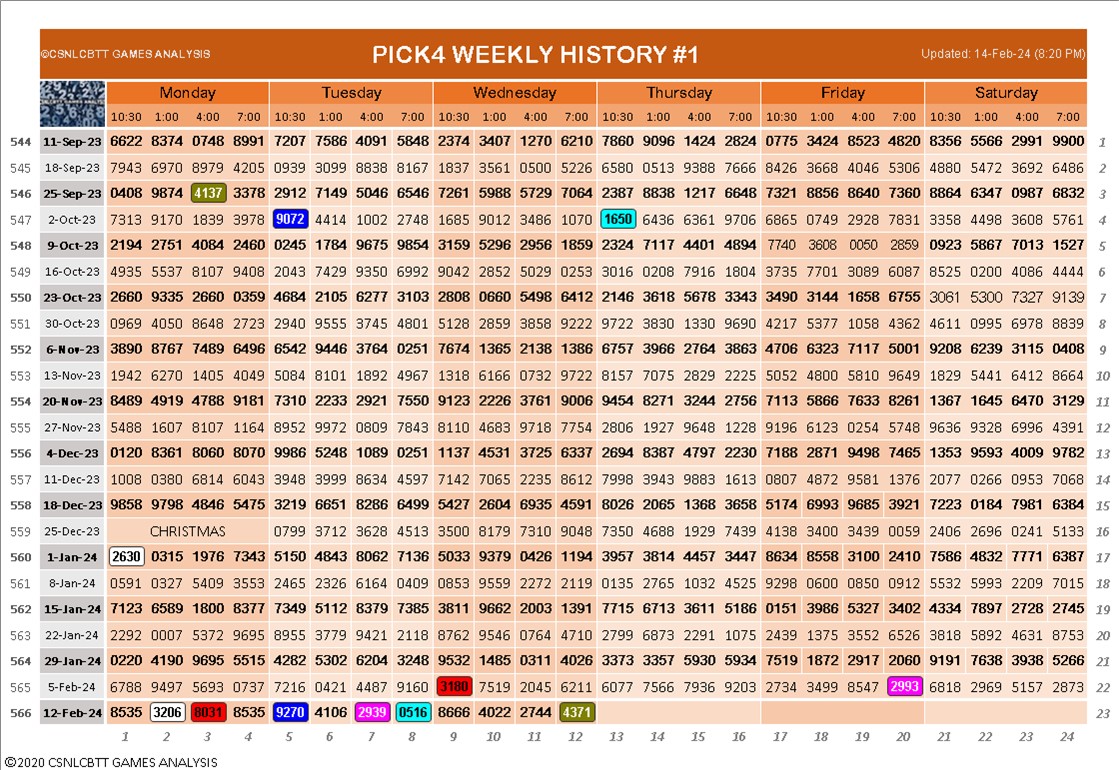 ©CSNLCBTT GAMES ANALYSIS PICK4 WEEKLY HISTORY #1 Updated: 14-Feb-24 (8:20 PM)
Monday Tuesday Wednesday Thursday Friday Saturday
10:30 1:00 4:00 7:00 10:30 1:00 4:00 7:00 10:30 1:00 4:00 7:00 10:30 1:00 4:00 7:00 10:30 1:00 4:00 7:00 10:30 1:00 4:00 7:00
544 11-Sep-23 6622 8374 0748 8991 7207 7586 4091 5848 2374 3407 1270 6210 7860 9096 1424 2824 0775 3424 8523 4820 8356 5566 2991 9900 1
545 18-Sep-23 7943 6970 8979 4205 0939 3099 8838 8167 1837 3561 0500 5226 6580 0513 9388 7666 8426 3668 4046 5306 4880 5472 3692 6486 2
546 25-Sep-23 0408 9874 4137 3378 2912 7149 5046 6546 7261 5988 5729 7064 2387 8838 1217 6648 7321 8856 8640 7560 8864 6347 0987 6832 3
547 2-Oct-23 7313 9170 1839 3978 9072 4414 1002 2748 1685 9012 3486 1070 1650 6436 6361 9706 6865 0749 2928 7831 3358 4498 3608 5761 4
548 9-Oct-23 2194 2751 4084 2460 0245 1784 9675 9854 3159 5296 2956 1859 2324 7117 4401 4894 7740 3608 0050 2859 0923 5867 7013 1527 5
549 16-Oct-23 4935 5537 8107 9408 2043 7429 9350 6992 9042 2852 5029 0253 3016 0208 7916 1804 3735 7701 3089 6087 8525 0200 4086 4444 6
550 23-Oct-23 2660 9335 2660 0359 4684 2105 6277 3103 2808 0660 5498 6412 2146 3618 5678 3343 3490 3144 1658 6755 3061 5300 7327 9139 7
551 30-Oct-23 0969 4050 8648 2723 2940 9555 3745 4801 5128 2859 3858 9222 9722 3830 1330 9690 4217 5377 1058 4362 4611 0995 6978 8839 8
552 6-Nov-23 3890 8767 7489 6496 6542 9446 3764 0251 7674 1365 2138 1386 6757 3966 2764 3863 4706 6323 7117 5001 9208 6239 3115 0408 9
553 13-Nov-23 1942 6270 1405 4049 5084 8101 1892 4967 1318 6166 0732 9722 8157 7075 2829 2225 5052 4800 5810 9649 1829 5441 6412 8664 10
554 20-Nov-23 8489 4919 4788 9181 7310 2233 2921 7550 9123 2226 3761 9006 9454 8271 3244 2756 7113 5866 7633 8261 1367 1645 6470 3129 11
555 27-Nov-23 5488 1607 8107 1164 8952 9972 0809 7843 8110 4683 9718 7754 2806 1927 9648 1228 9196 6123 0254 5748 9636 9328 6996 4391 12
556 4-Dec-23 0120 8361 8060 8070 9986 5248 1089 0251 1137 4531 3725 6337 2694 8387 4797 2230 7188 2871 9498 7465 1353 9593 4009 9782 13
557 11-Dec-23 1008 0380 6814 6043 3948 3999 8634 4597 7142 7065 2235 8612 7998 3943 9883 1613 0807 4872 9581 1376 2077 0266 0953 7068 14
558 18-Dec-23 9858 9798 4846 5475 3219 6651 8286 6499 5427 2604 6935 4591 8026 2065 1368 3658 5174 6993 9685 3921 7223 0184 7981 6384 15
559 25-Dec-23 CHRISTMAS 0799 3712 3628 4513 3500 8179 7310 9048 7350 4688 1929 7439 4138 3400 3439 0059 2406 2696 0241 5133 16
560 1-Jan-24 2630 0315 1976 7343 5150 4843 8062 7136 5033 9379 0426 1194 3957 3814 4457 3447 8634 8558 3100 2410 7586 4832 7771 6387 17
561 8-Jan-24 0591 0327 5409 3553 2465 2326 6164 0409 0853 9559 2272 2119 0135 2765 1032 4525 9298 0600 0850 0912 5532 5993 2209 7015 18
562 15-Jan-24 7123 6589 1800 8377 7349 5112 8379 7385 3811 9662 2003 1391 7715 6713 3611 5186 0151 3986 5327 3402 4334 7897 2728 2745 19
563 22-Jan-24 2292 0007 5372 9695 8955 3779 9421 2118 8762 9546 0764 4710 2799 6873 2291 1075 2439 1375 3552 6526 3818 5892 4631 8753 20
564 29-Jan-24 0220 4190 9695 5515 4282 5302 6204 3248 9532 1485 0311 4026 3373 3357 5930 5934 7519 1872 2917 2060 9191 7638 3938 5266 21
565 5-Feb-24 6788 9497 5693 0737 7216 0421 4487 9160 3180 7519 2045 6211 6077 7566 7936 9203 2734 3499 8547 2993 6818 2969 5157 2873 22
566 12-Feb-24 8535 3206 8031 8535 9270 4106 2939 0516 8666 4022 2744 4371 23
1 2 3 4 5 6 7 8 9 10 11 12 13 14 15 16 17 18 19 20 21 22 23 24
©2020 CSNLCBTT GAMES ANALYSIS